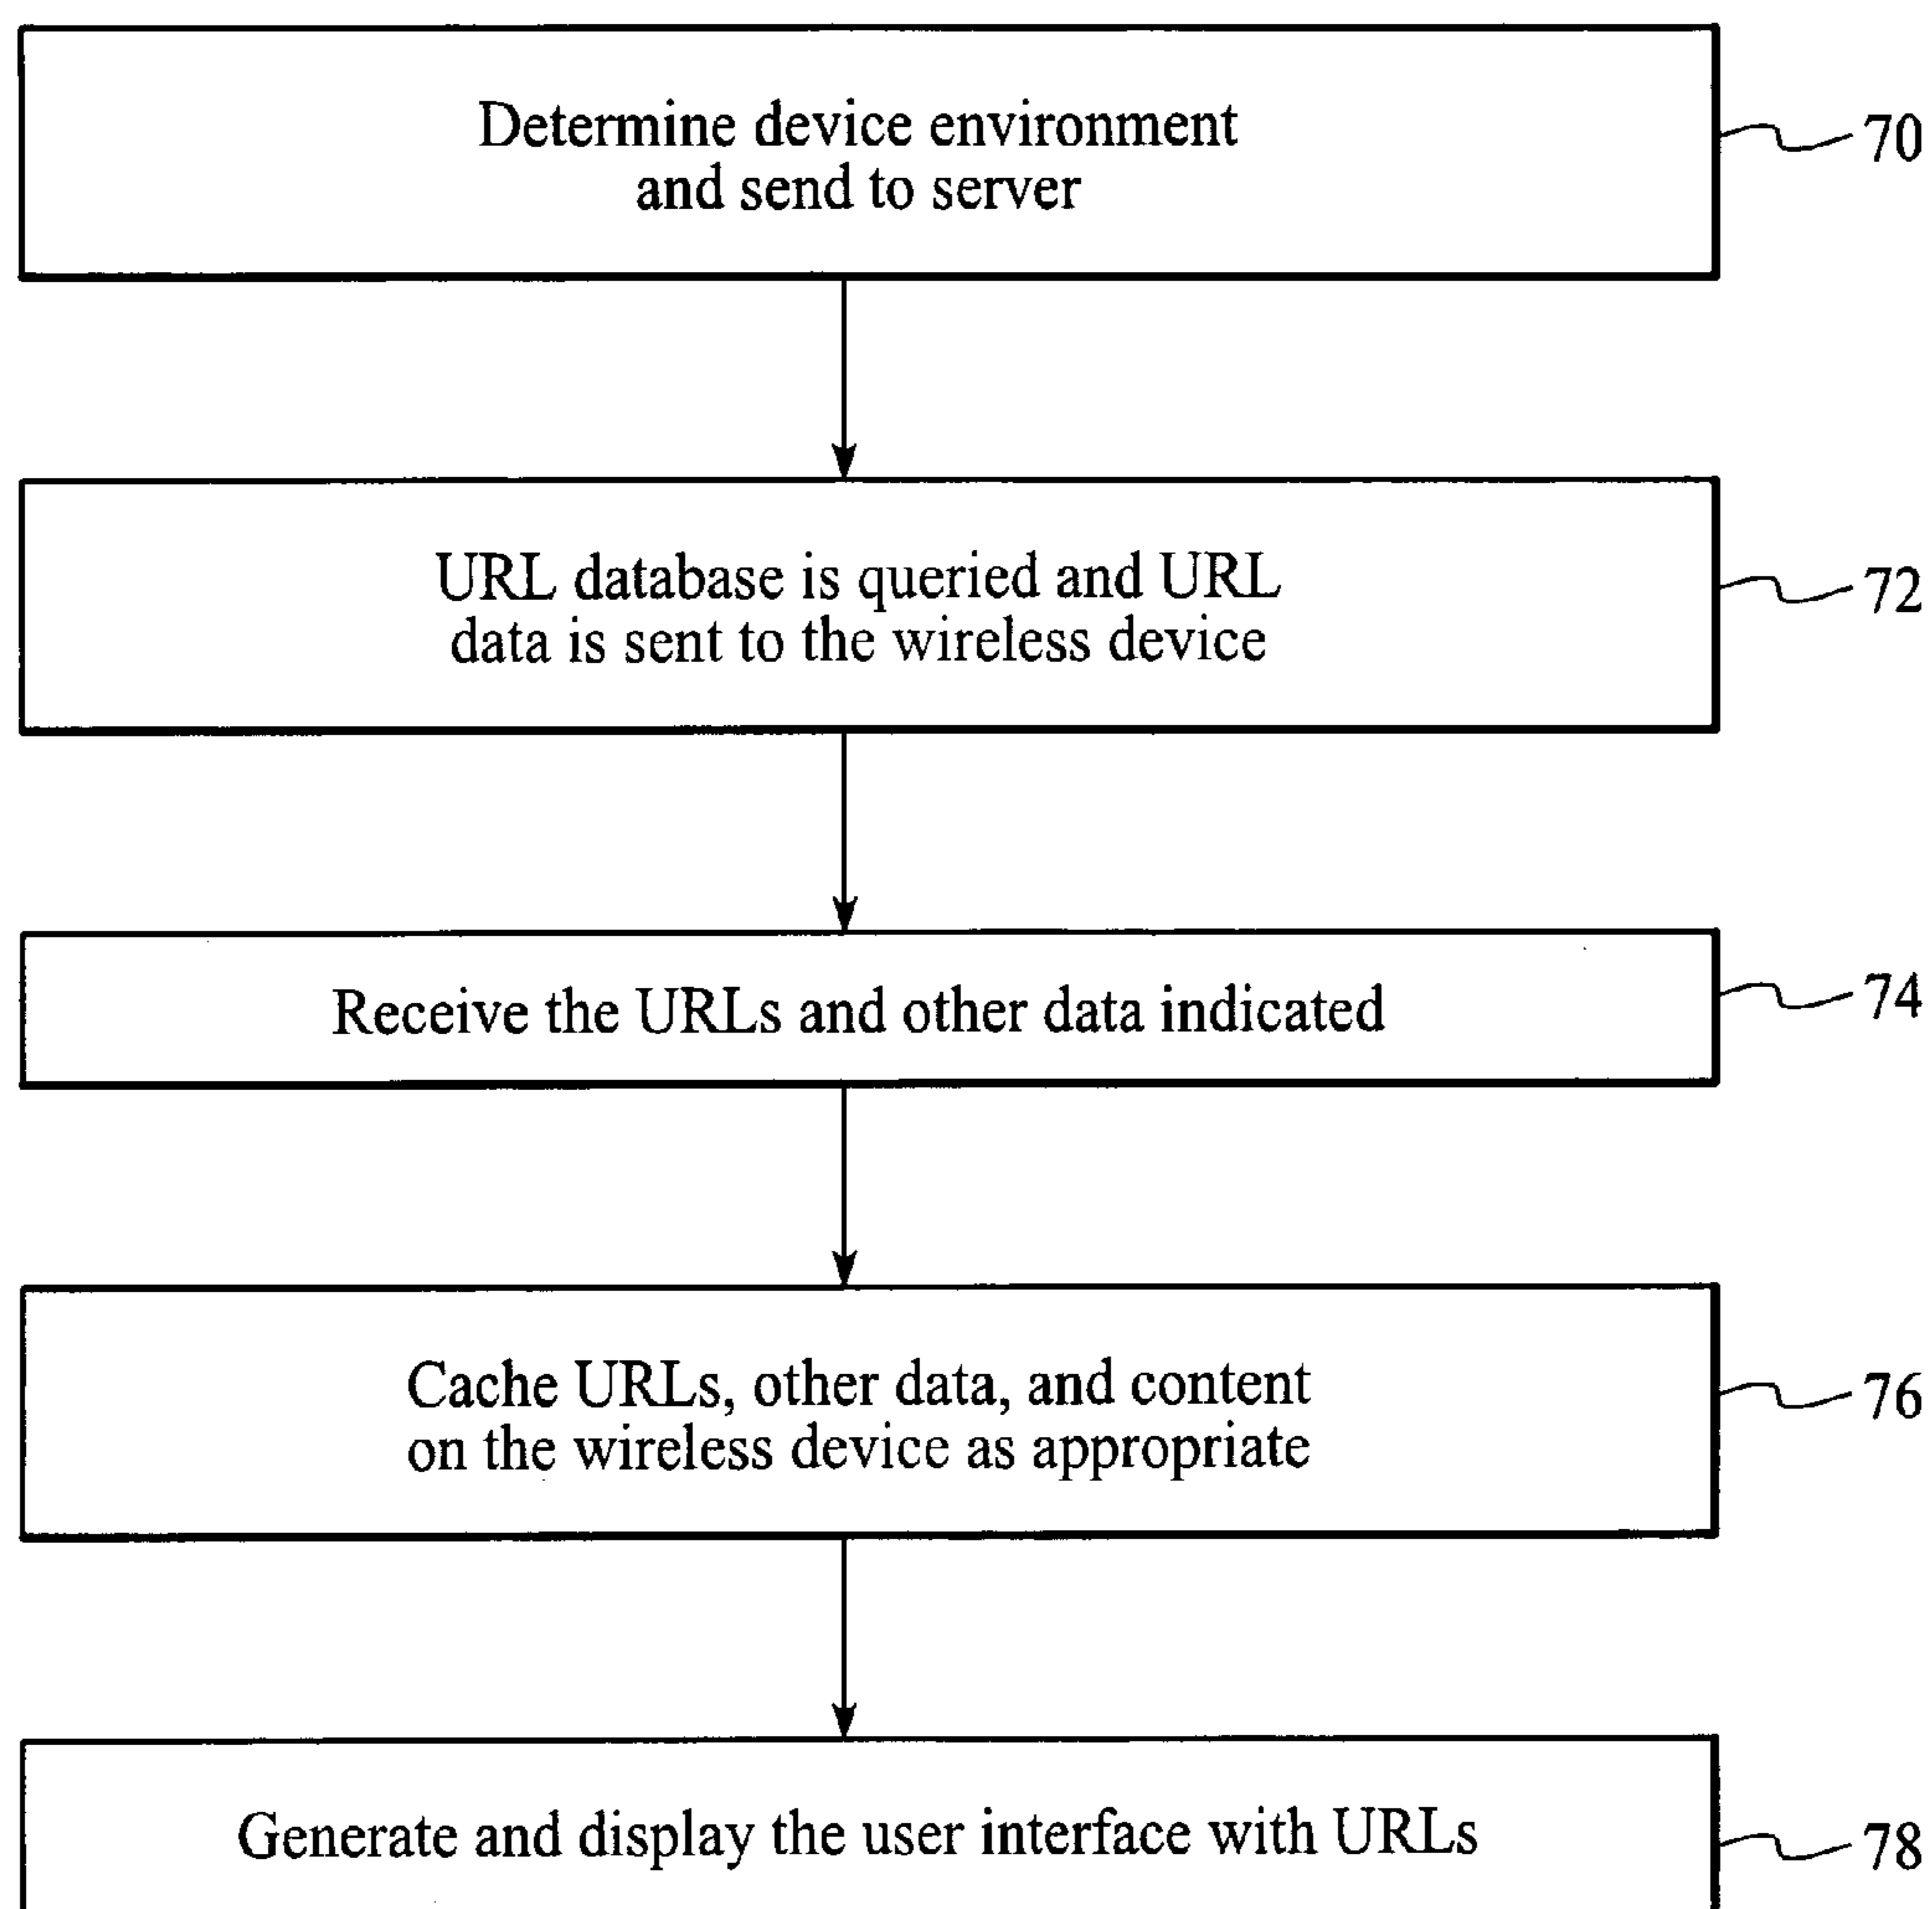 Determine device environment
and send to server
70
URL database is queried and URL
data is sent to the wireless device
72
Receive the URLs and other data indicated
74
Cache URLs, other data, and content
on the wireless device as appropriate
76
Generate and display the user interface with URLs
78